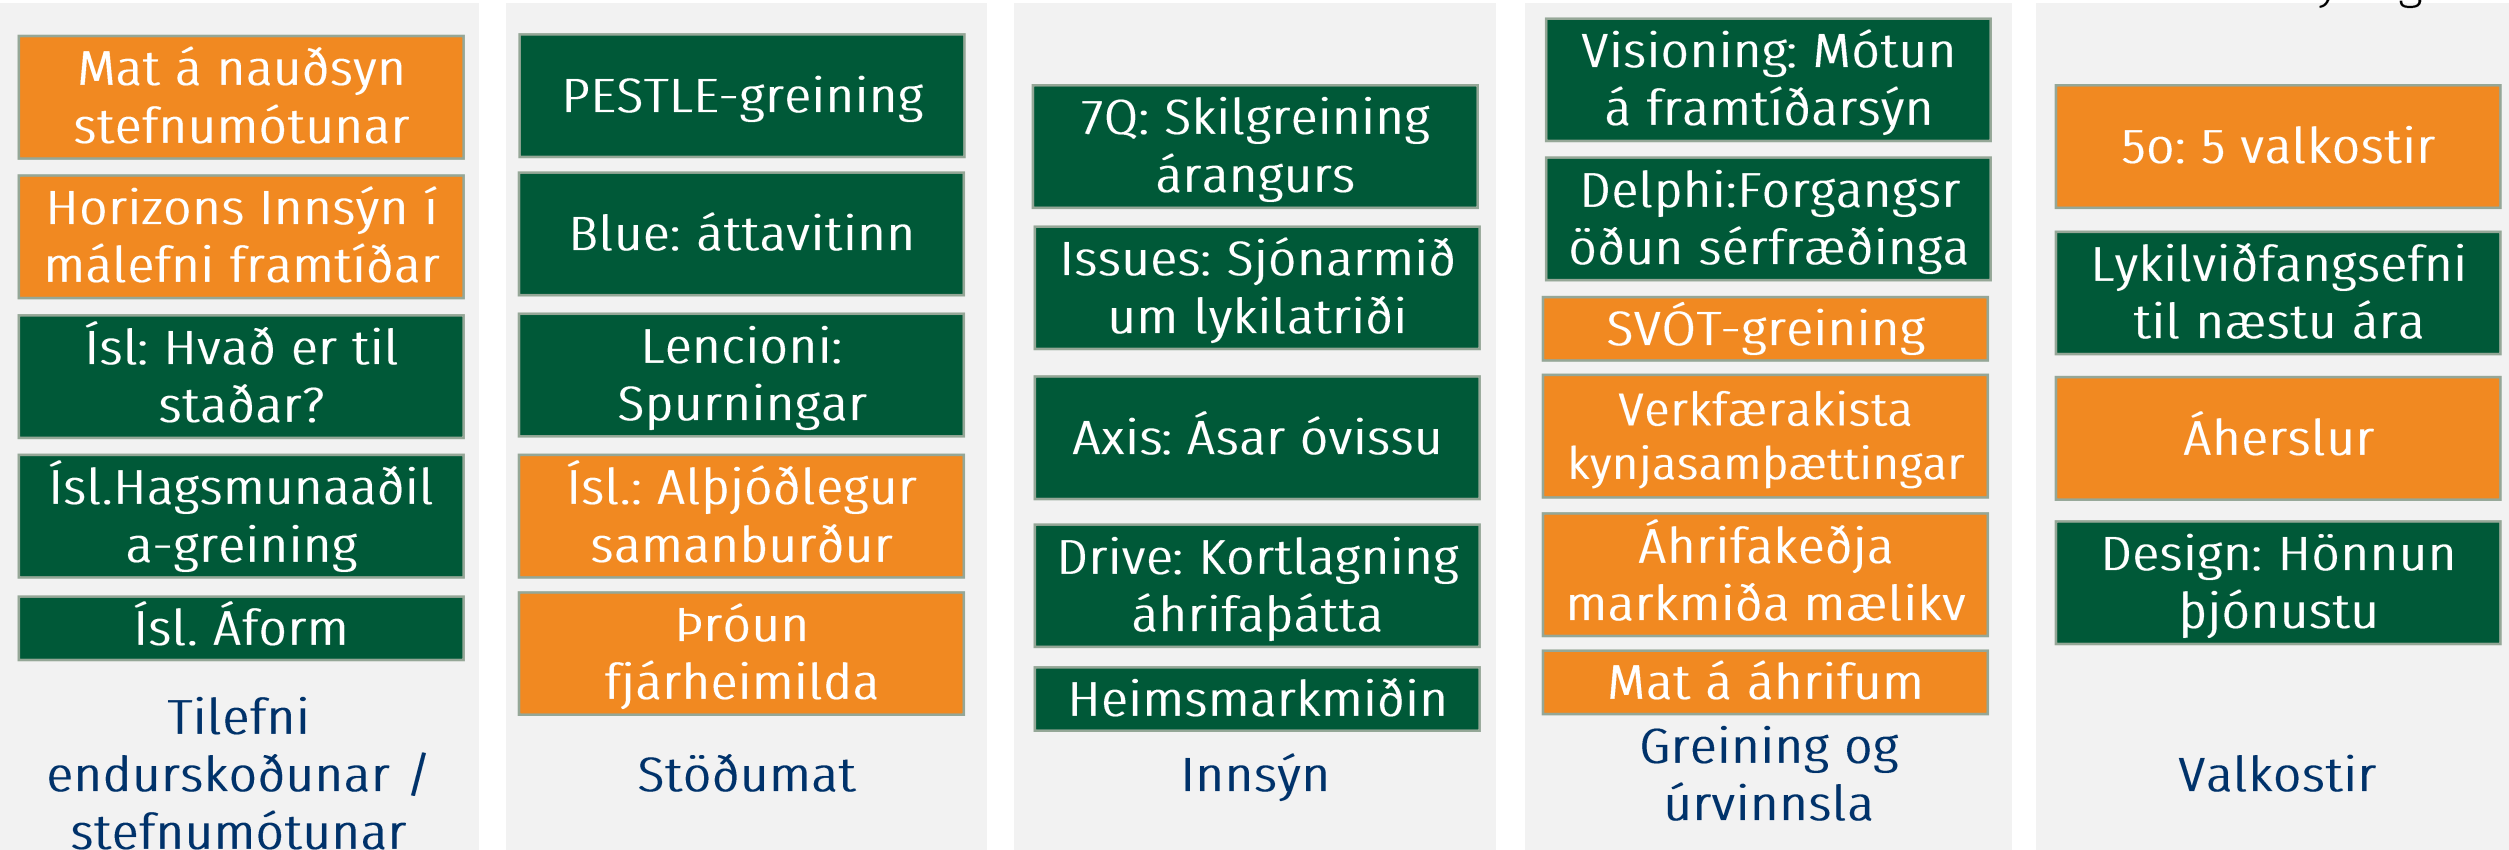 Mat á nauðsyn
stefnumótunar
Horizons Innsýn í
málefni framtíðar
Ísl: Hvað er til
staðar?
Ísl.Hagsmunaaðil
a-greining
Ísl. Áform
Tilefni
endurskoðunar /
stefnumótunar
PESTLE-greining
Blue: áttavitinn
Lencioni:
Spurningar
Ísl.: Alþjóðlegur
samanburður
Þróun
fjárheimilda
Stöðumat
7Q: Skilgreining
árangurs
Issues: Sjónarmið
um lykilatriði
Axis: Ásar óvissu
Drive: Kortlagning
áhrifaþátta
Heimsmarkmiðin
Innsýn
Visioning: Mótun
á framtíðarsýn
Delphi:Forgangsr
öðun sérfræðinga
SVÓT-greining
Verkfærakista
kynjasamþættingar
Áhrifakeðja
markmiða mælikv
Mat á áhrifum
Greining og
úrvinnsla
5o: 5 valkostir
Lykilviðfangsefni
til næstu ára
Áherslur
Design: Hönnun
þjónustu
Valkostir